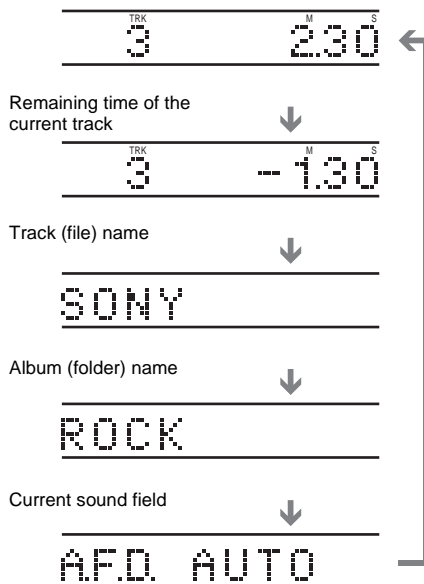 TRK M S
3 2.30
Remaining time of the
current track
TRK M S
3 – 1.30
Track (file) name
SONY
Album (folder) name
ROCK
Current sound field
A.F.D. AUTO